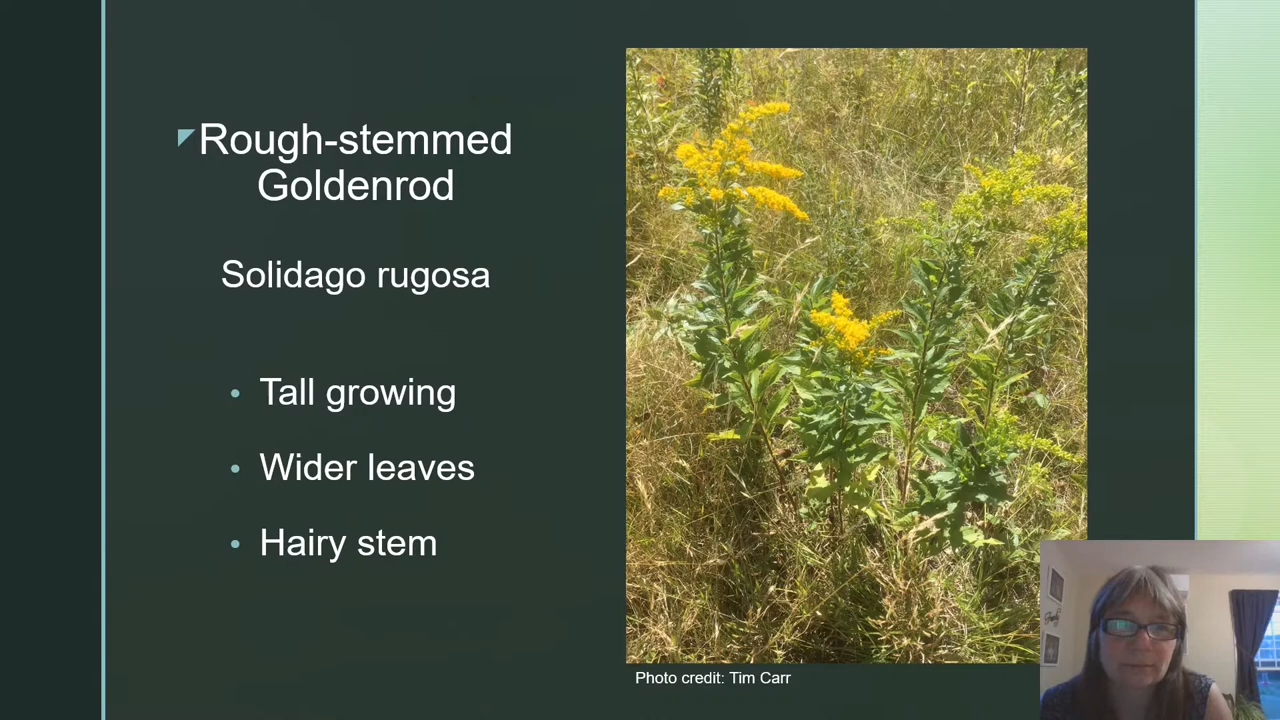 Rough-stemmed
Goldenrod
Solidago rugosa
• Tall growing
• Wider leaves
• Hairy stem
Photo credit: Tim Carr